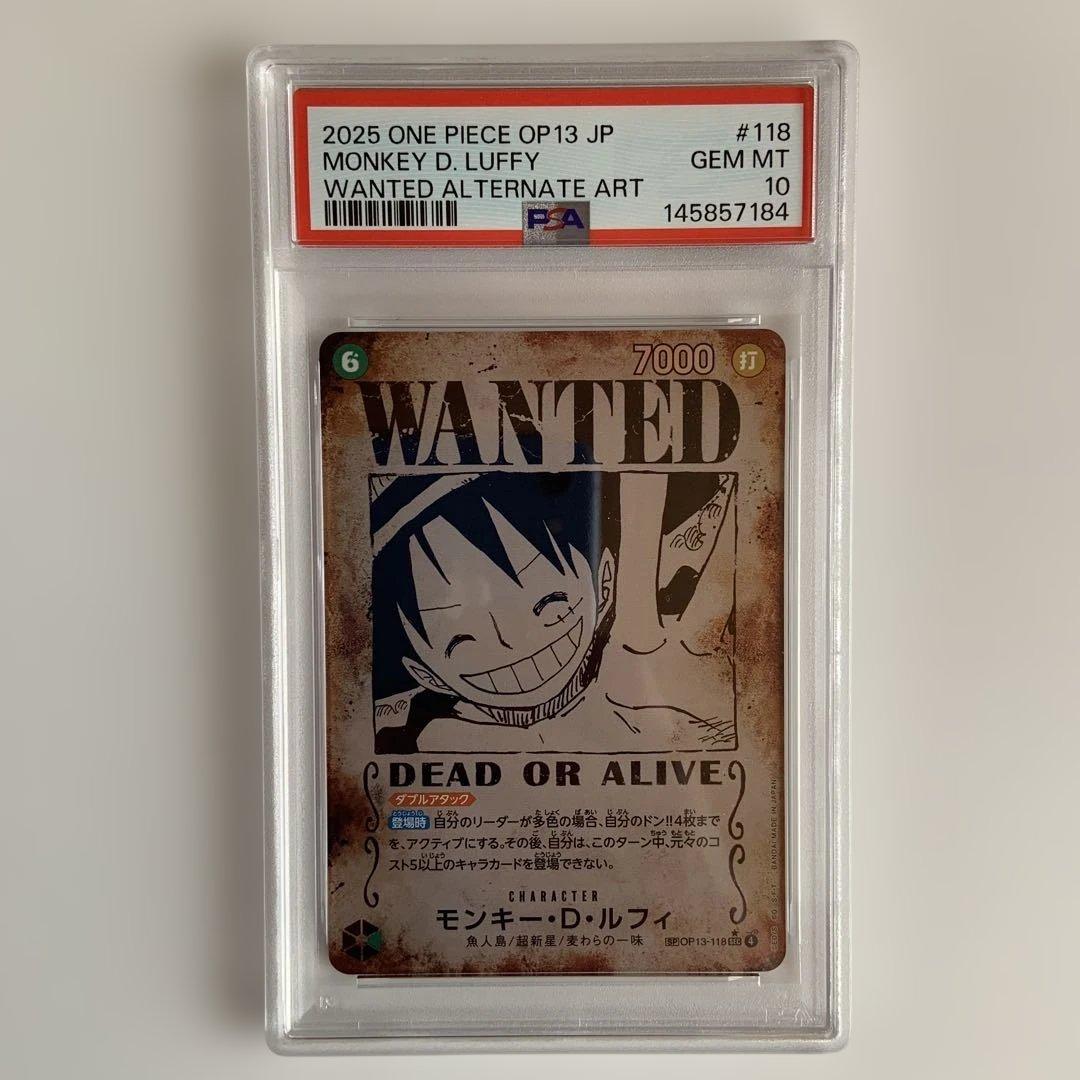 2025 ONE PIECE OP13 JP #118
MONKEY D. LUFFY GEM MT
WANTED ALTERNATE ART 10
PSA 145857184
6 7000 打
WANTED
DEAD OR ALIVE
ダブルアタック
登場時 自分のリーダーが多色の場合、自分のドン!!4枚まで
を、アクティブにする。その後、自分は、このターン中、元々のコ
スト5以上のキャラカードを登場できない。
CHARACTER
モンキー・D・ルフィ
魚人島/超新星/麦わらの一味
SP OP13-118 SEC 4
BANDAI MADE IN JAPAN